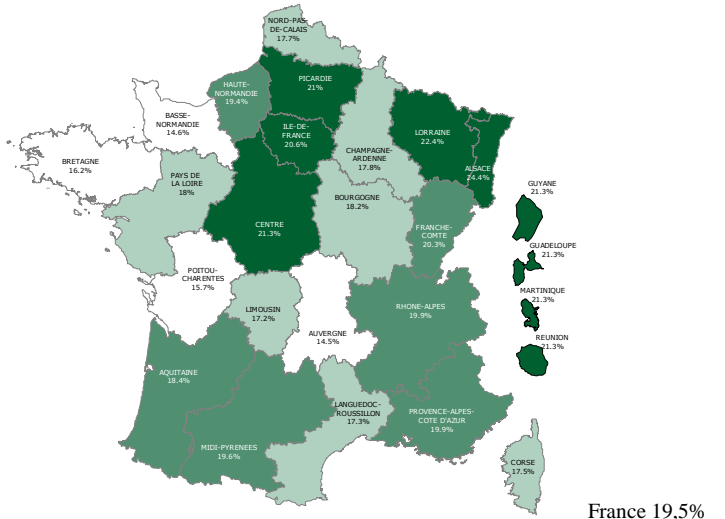 NORD-PAS-
DE-CALAIS
17.7%
PICARDIE
21%
HAUTE-
NORMANDIE
19.4%
BASSE-
NORMANDIE
14.6%
ILE-DE-
FRANCE
20.6%
CHAMPAGNE-
ARDENNE
17.8%
LORRAINE
22.4%
ALSACE
24.4%
BRETAGNE
16.2%
PAYS DE
LA LOIRE
18%
CENTRE
21.3%
BOURGOGNE
18.2%
FRANCHE-
COMTE
20.3%
GUYANE
21.3%
GUADELOUPE
21.3%
MARTINIQUE
21.3%
REUNION
21.3%
POITOU-
CHARENTES
15.7%
LIMOUSIN
17.2%
AUVERGNE
14.5%
RHONE-ALPES
19.9%
AQUITAINE
18.4%
MIDI-PYRENEES
19.6%
LANGUEDOC-
ROUSSILLON
17.3%
PROVENCE-ALPES-
COTE D'AZUR
19.9%
CORSE
17.5%
France 19,5%